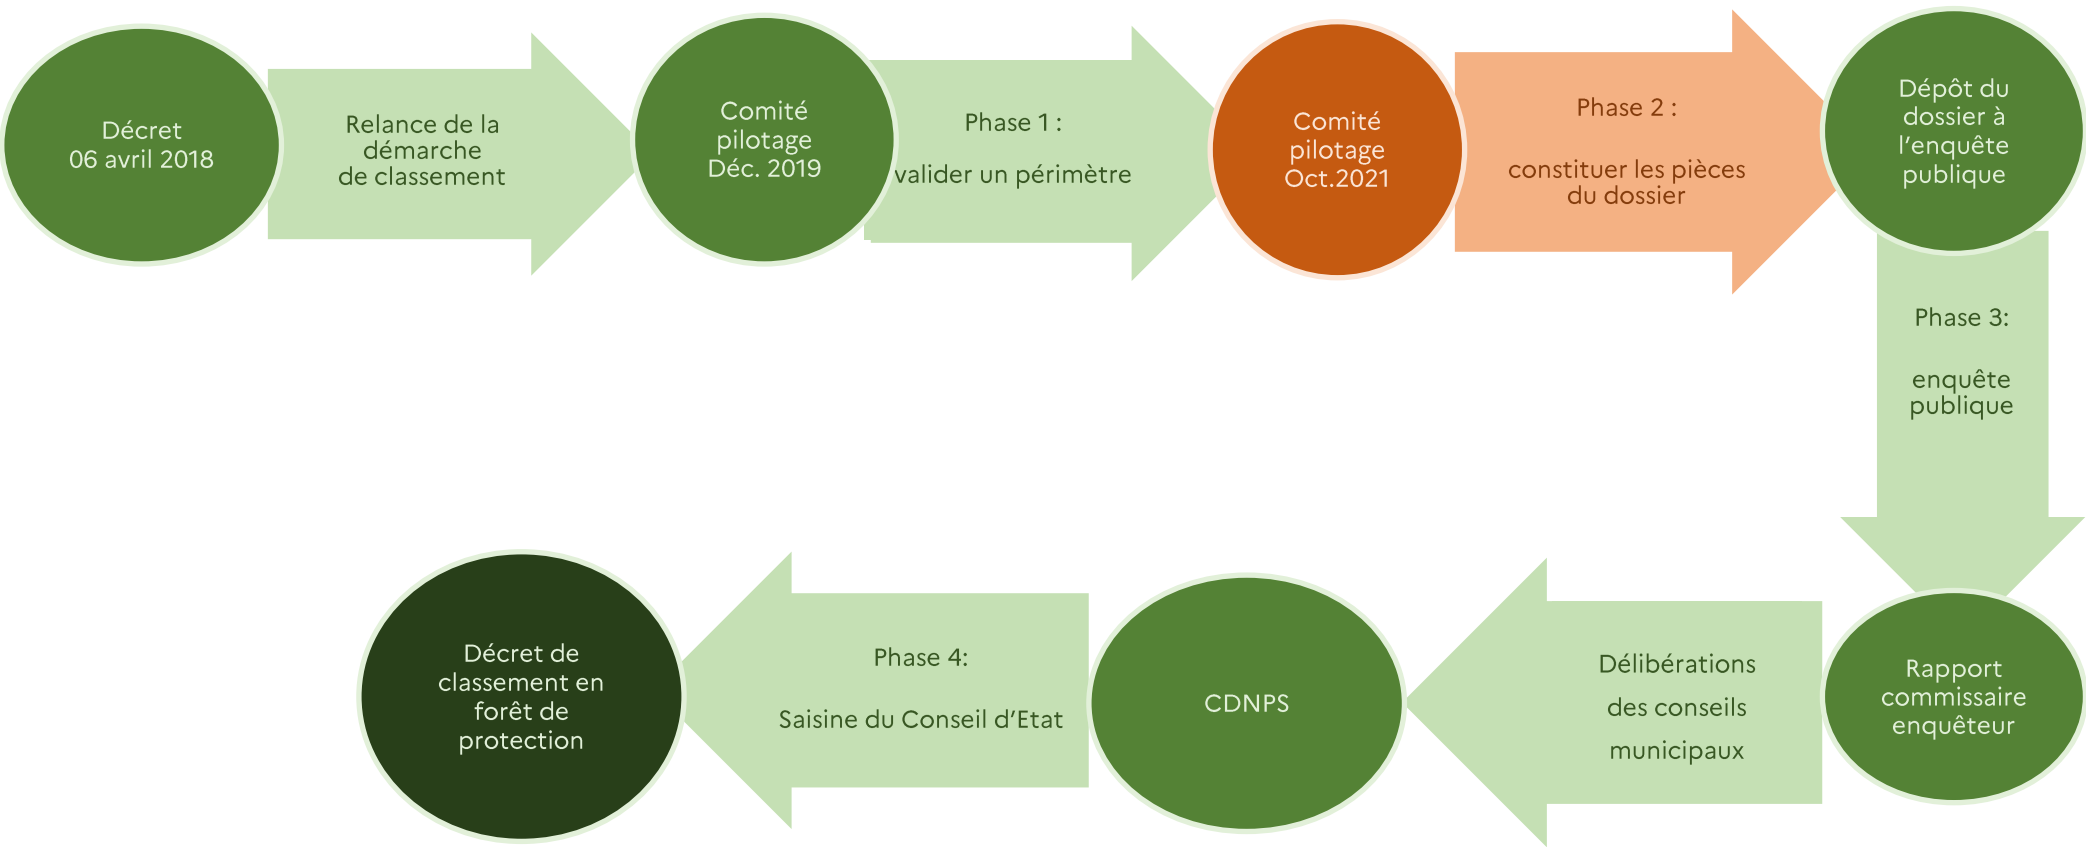 Décret
06 avril 2018
Relance de la
démarche
de classement
Comité
pilotage
Déc. 2019
Phase 1 :
valider un périmètre
Comité
pilotage
Oct.2021
Phase 2 :
constituer les pièces
du dossier
Dépôt du
dossier à
l’enquête
publique
Phase 3:
enquête
publique
Rapport
commissaire
enquêteur
Délibérations
des conseils
municipaux
CDNPS
Phase 4:
Saisine du Conseil d’Etat
Décret de
classement en
forêt de
protection